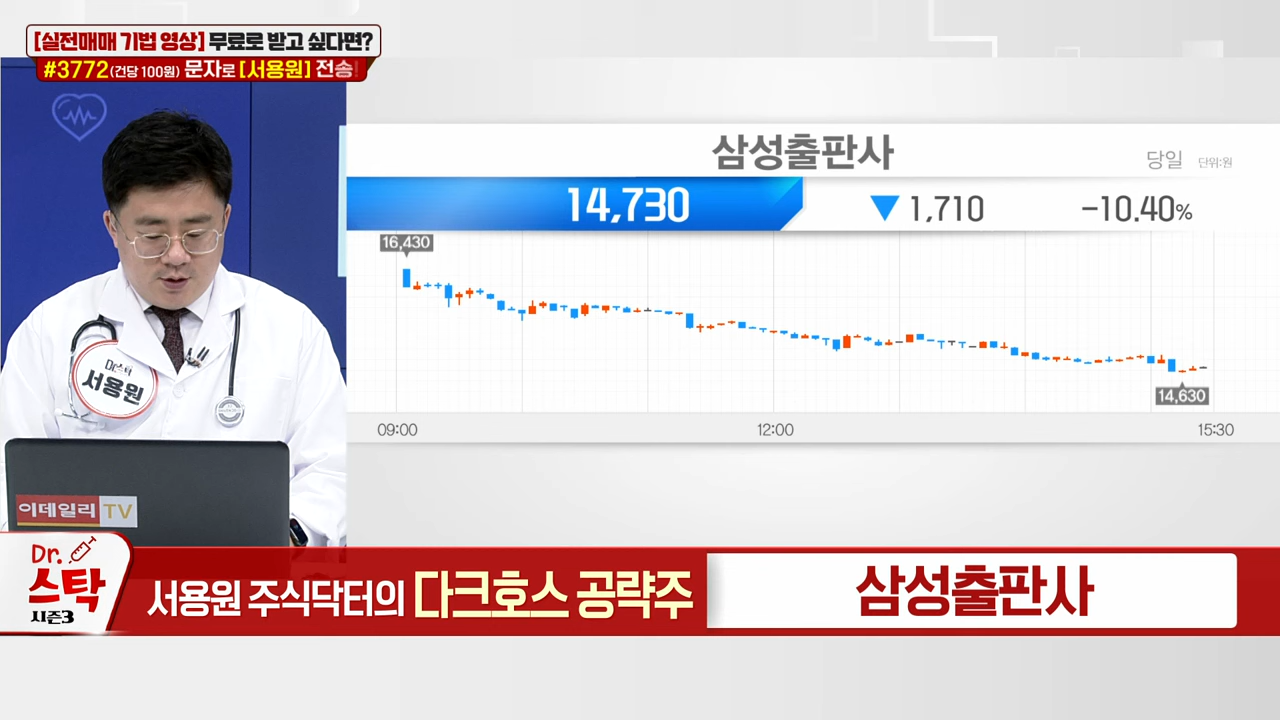 [실전매매 기법 영상] 무료로 받고 싶다면?
#3772(건당 100원) 문자로 [서용원] 전송!
삼성출판사
당일 단위:원
14,730 ▼ 1,710 -10.40%
16,430
14,630
09:00 12:00 15:30
Dr.스탁
서용원
이데일리 TV
Dr.
스탁
시즌3
서용원 주식닥터의 다크호스 공략주
삼성출판사